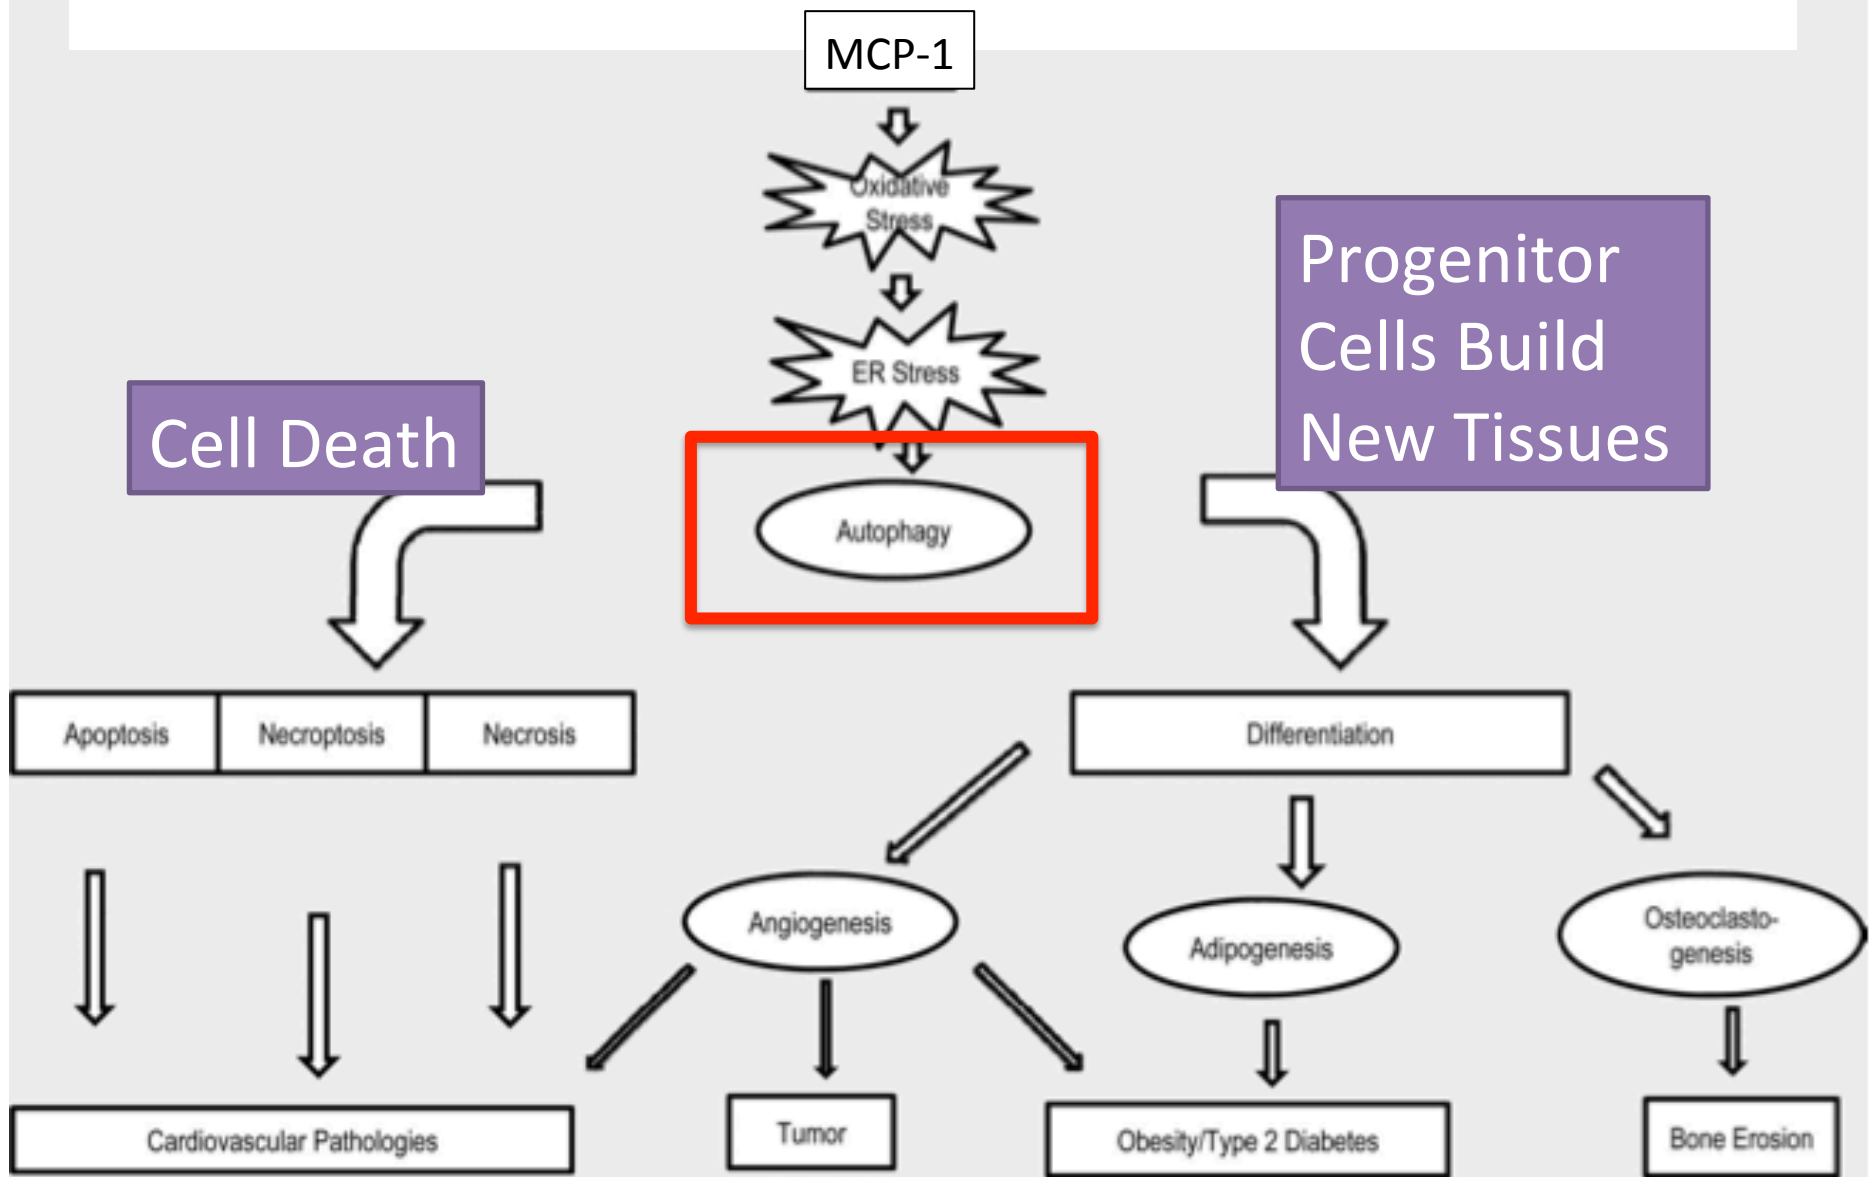 MCP-1
Oxidative
Stress
ER Stress
Progenitor
Cells Build
New Tissues
Cell Death
Autophagy
Apoptosis
Necroptosis
Necrosis
Differentiation
Angiogenesis
Adipogenesis
Osteoclasto-
genesis
Cardiovascular Pathologies
Tumor
Obesity/Type 2 Diabetes
Bone Erosion